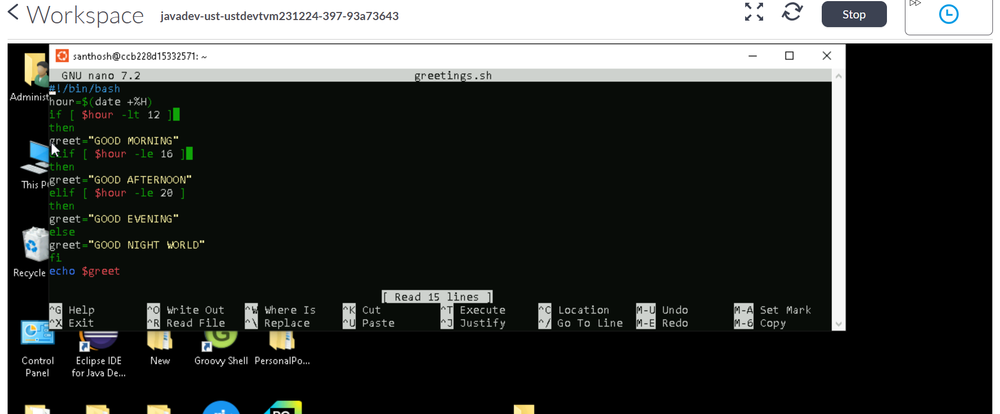 Workspace javadev-ust-ustdevtvm231224-397-93a73643 Stop
santhosh@ccb228d15332571: ~
GNU nano 7.2 greetings.sh
#!/bin/bash
hour=$(date +%H)
if [ $hour -lt 12 ]
then
greet="GOOD MORNING"
elif [ $hour -le 16 ]
then
greet="GOOD AFTERNOON"
elif [ $hour -le 20 ]
then
greet="GOOD EVENING"
else
greet="GOOD NIGHT WORLD"
fi
echo $greet
[ Read 15 lines ]
^G Help ^O Write Out ^W Where Is ^K Cut ^T Execute ^C Location M-U Undo M-A Set Mark
^X Exit ^R Read File ^\ Replace ^U Paste ^J Justify ^/ Go To Line M-E Redo M-6 Copy
Administ
This P
Recycle
Control Panel
Eclipse IDE for Java De...
New
Groovy Shell
PersonalPo...